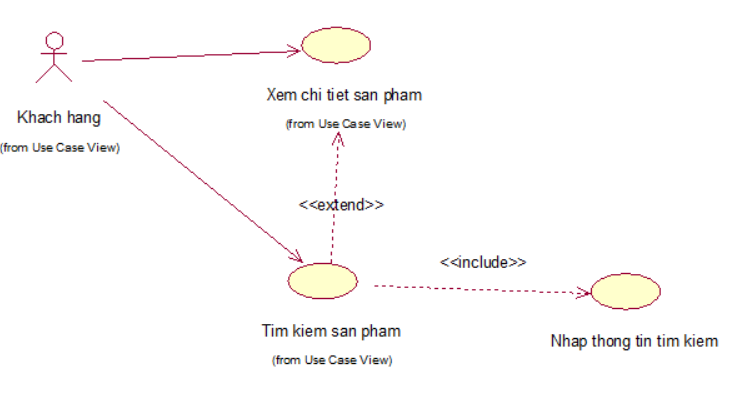 Khach hang
(from Use Case View)
Xem chi tiet san pham
(from Use Case View)
<<extend>>
<<include>>
Tim kiem san pham
(from Use Case View)
Nhap thong tin tim kiem